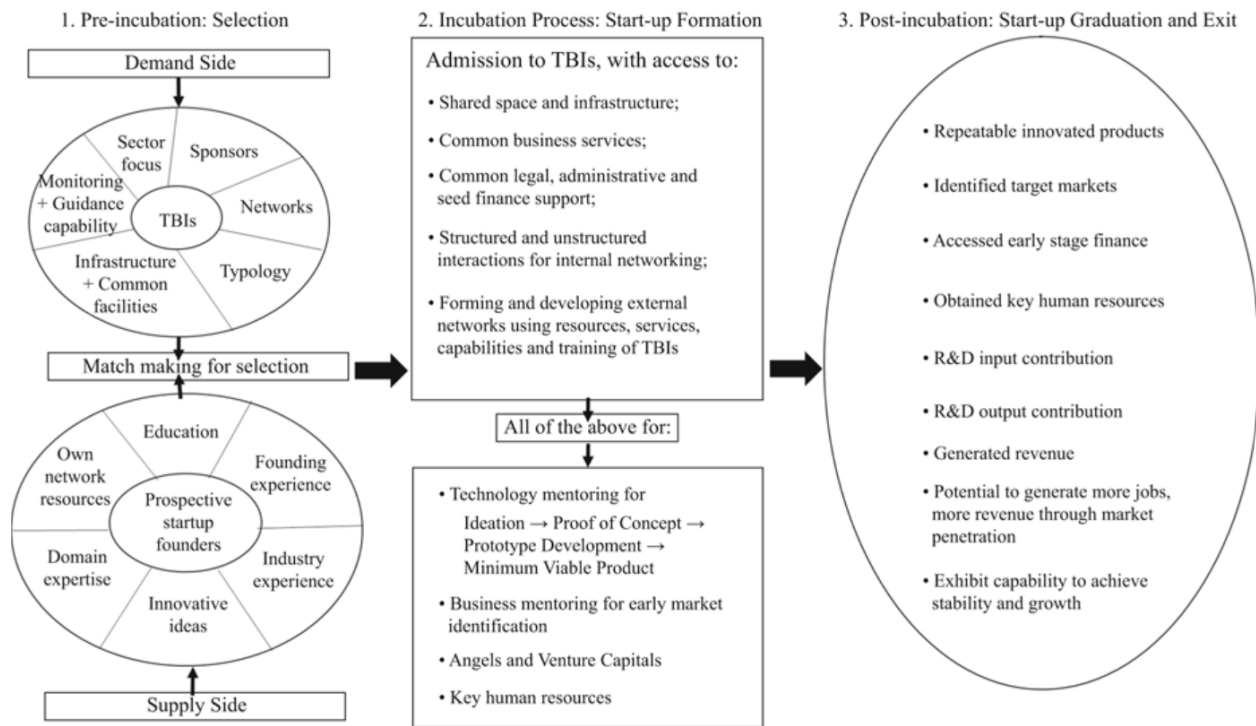 1. Pre-incubation: Selection
Demand Side
Sector
focus
Sponsors
Monitoring
+ Guidance
capability
TBIs
Networks
Infrastructure
+ Common
facilities
Typology
Match making for selection
Education
Own
network
resources
Founding
experience
Prospective
startup
founders
Domain
expertise
Industry
experience
Innovative
ideas
Supply Side
2. Incubation Process: Start-up Formation
Admission to TBIs, with access to:
• Shared space and infrastructure;
• Common business services;
• Common legal, administrative and
seed finance support;
• Structured and unstructured
interactions for internal networking;
• Forming and developing external
networks using resources, services,
capabilities and training of TBIs
All of the above for:
• Technology mentoring for
Ideation → Proof of Concept →
Prototype Development →
Minimum Viable Product
• Business mentoring for early market
identification
• Angels and Venture Capitals
• Key human resources
3. Post-incubation: Start-up Graduation and Exit
• Repeatable innovated products
• Identified target markets
• Accessed early stage finance
• Obtained key human resources
• R&D input contribution
• R&D output contribution
• Generated revenue
• Potential to generate more jobs,
more revenue through market
penetration
• Exhibit capability to achieve
stability and growth